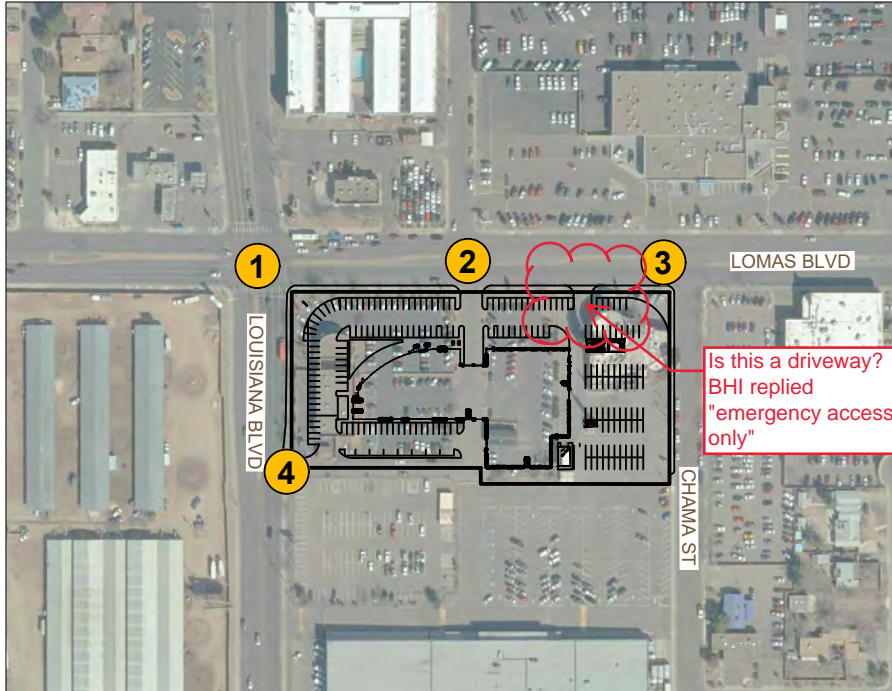 1
2
3
LOMAS BLVD
LOUISIANA BLVD
Is this a driveway?
BHI replied
"emergency access
only"
4
CHAMA ST